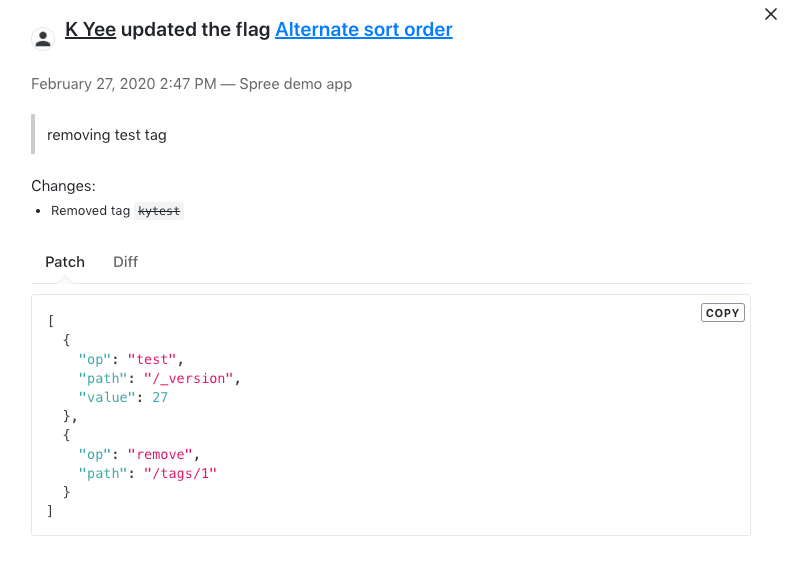 K Yee updated the flag Alternate sort order
February 27, 2020 2:47 PM — Spree demo app
removing test tag
Changes:
• Removed tag kytest
Patch Diff
COPY
[
  {
    "op": "test",
    "path": "/_version",
    "value": 27
  },
  {
    "op": "remove",
    "path": "/tags/1"
  }
]